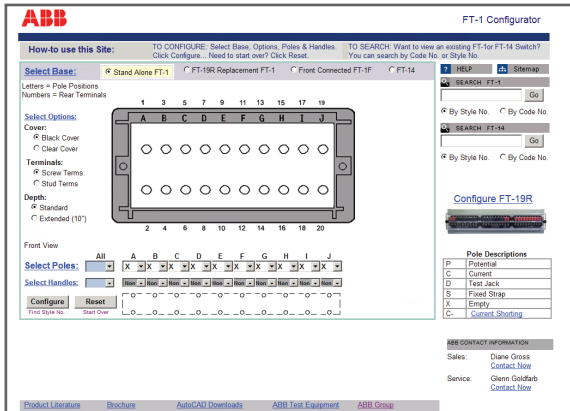 ABB
FT-1 Configurator
How-to use this Site:
TO CONFIGURE: Select Base, Options, Poles & Handles.
Click Configure... Need to start over? Click Reset.
TO SEARCH: Want to view an existing FT-1or FT-14 Switch?
You can search by Code No. or Style No.
Select Base:
Stand Alone FT-1
FT-19R Replacement FT-1
Front Connected FT-1F
FT-14
? HELP
Sitemap
Letters = Pole Positions
Numbers = Rear Terminals
SEARCH FT-1
Go
By Style No. By Code No.
SEARCH FT-14
Go
By Style No. By Code No.
1 3 5 7 9 11 13 15 17 19
A B C D E F G H I J
2 4 6 8 10 12 14 16 18 20
Select Options:
Cover:
Black Cover
Clear Cover
Terminals:
Screw Terms.
Stud Terms
Depth:
Standard
Extended (10")
Configure FT-19R
Front View
All A B C D E F G H I J
Select Poles: X X X X X X X X X X
Select Handles: Non Non Non Non Non Non Non Non Non Non
Configure Reset
Find Style No. Start Over
Pole Descriptions
P Potential
C Current
D Test Jack
S Fixed Strap
X Empty
C- Current Shorting
ABB CONTACT INFORMATION
Sales: Diane Gross
Contact Now
Service: Glenn Goldfarb
Contact Now
Product Literature Brochure AutoCAD Downloads ABB Test Equipment ABB Group